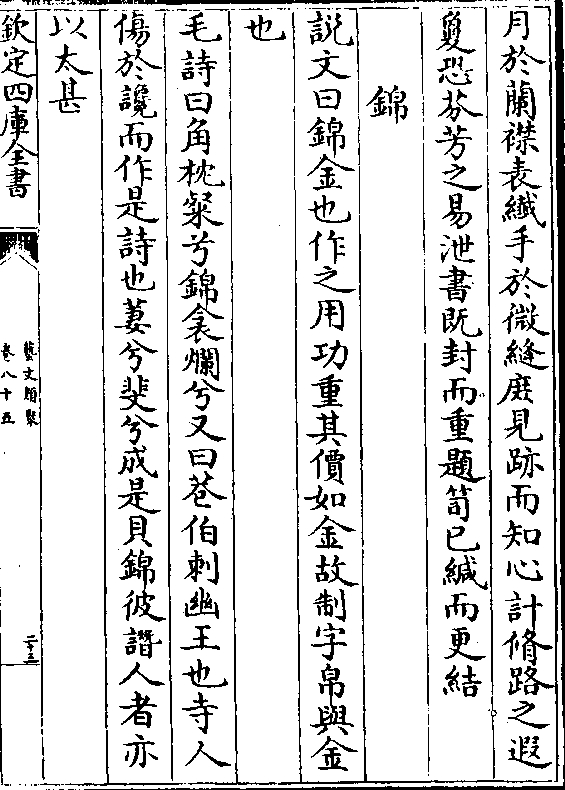 月於蘭襟表纎手於微縫庶見跡而知心計脩路之遐
夐恐芬芳之易泄書既封而重題笥已緘而更結
錦
説文曰錦金也作之用功重其價如金故制字帛與金
也
毛詩曰角枕粲兮錦衾爛兮又曰巷伯刺幽王也寺人
傷於讒而作是詩也萋兮斐兮成是貝錦彼譖人者亦
以太甚
欽定四庫全書
藝文類聚
卷八十五
二十三